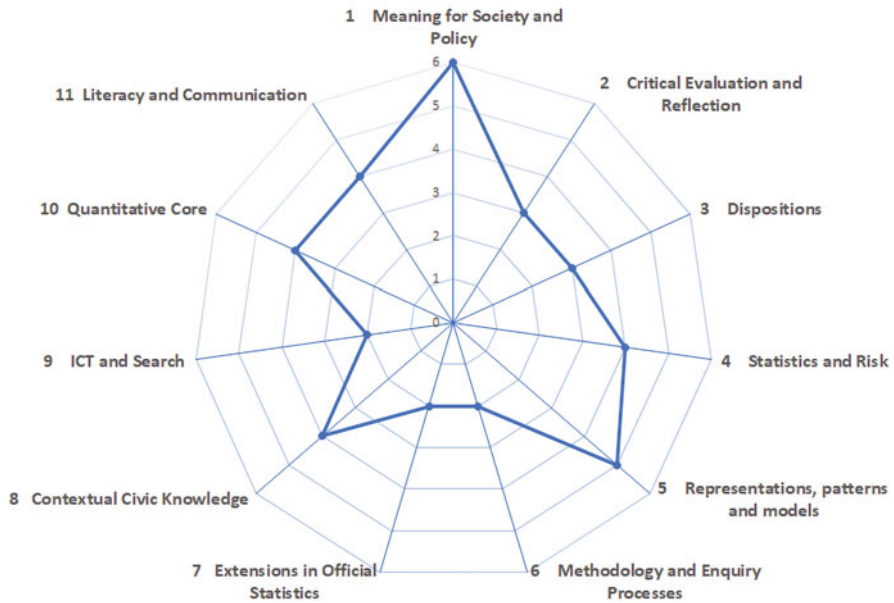 1 Meaning for Society and
Policy
2 Critical Evaluation and
Reflection
3 Dispositions
4 Statistics and Risk
5 Representations, patterns
and models
6 Methodology and Enquiry
Processes
7 Extensions in Official
Statistics
8 Contextual Civic Knowledge
9 ICT and Search
10 Quantitative Core
11 Literacy and Communication
6
5
4
3
2
1
0